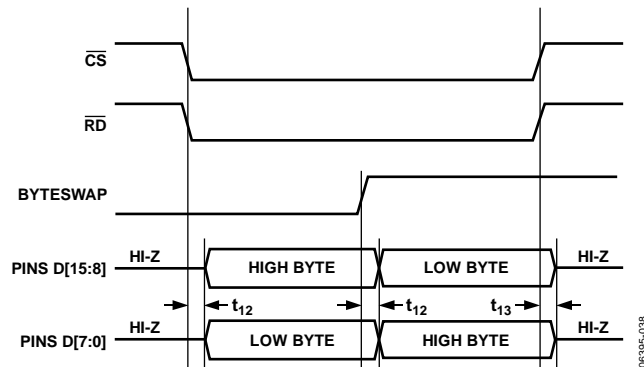 CS
RD
BYTESWAP
PINS D[15:8] HI-Z HIGH BYTE LOW BYTE HI-Z
t12 t12 t13
PINS D[7:0] HI-Z LOW BYTE HIGH BYTE HI-Z
06395-038